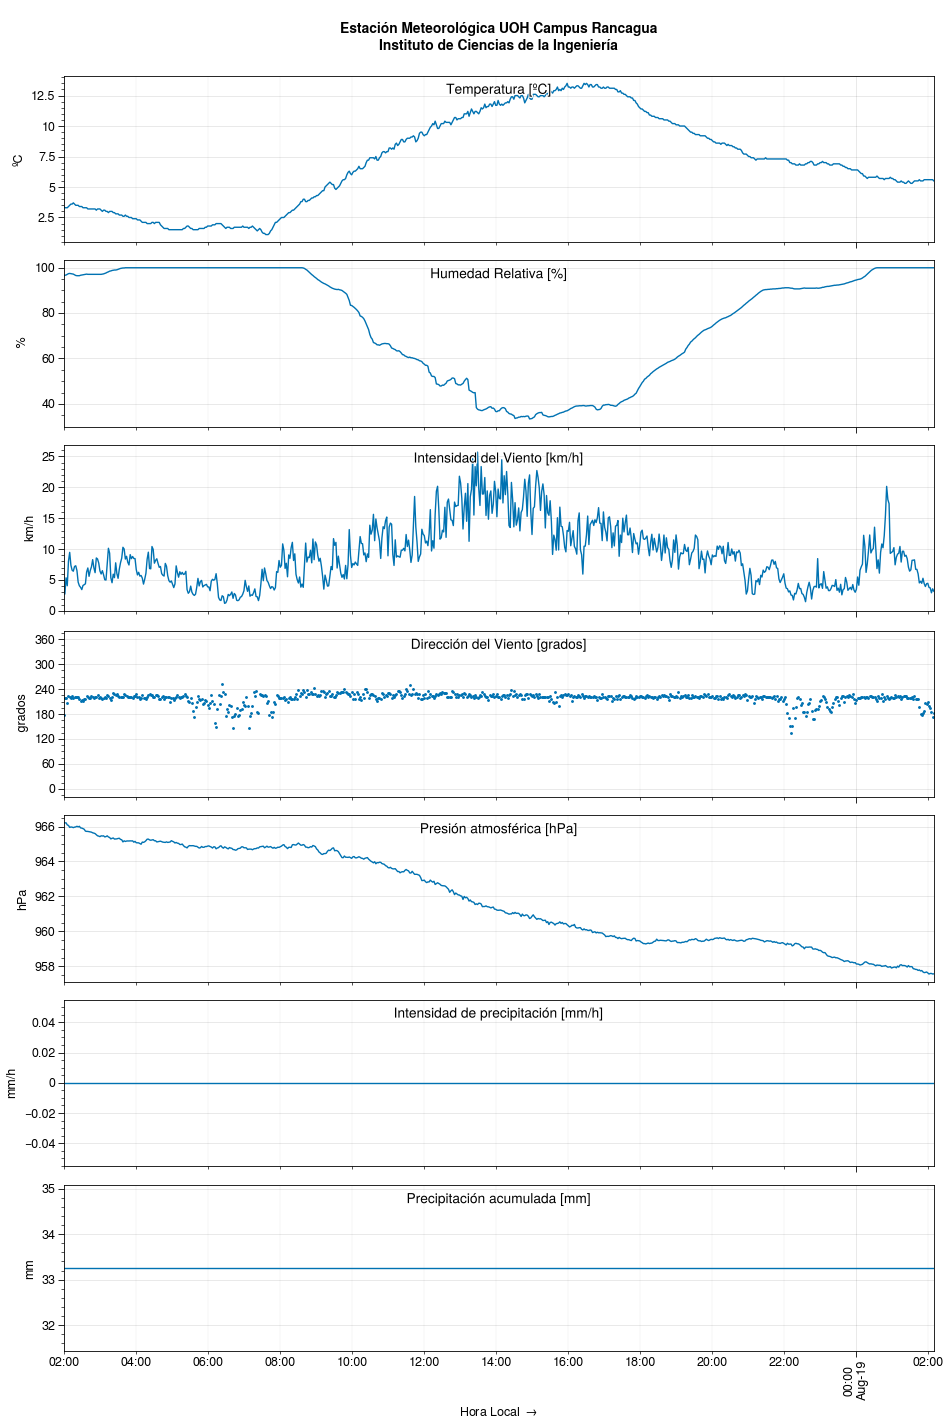 Estación Meteorológica UOH Campus Rancagua
Instituto de Ciencias de la Ingeniería
Temperatura [ºC]
12.5
10
7.5
5
2.5
ºC
Humedad Relativa [%]
100
80
60
40
%
Intensidad del Viento [km/h]
25
20
15
10
5
0
km/h
Dirección del Viento [grados]
360
300
240
180
120
60
0
grados
Presión atmosférica [hPa]
966
964
962
960
958
hPa
Intensidad de precipitación [mm/h]
0.04
0.02
0
−0.02
−0.04
mm/h
Precipitación acumulada [mm]
35
34
33
32
mm
02:00 04:00 06:00 08:00 10:00 12:00 14:00 16:00 18:00 20:00 22:00 00:00 02:00
Aug-19
Hora Local →